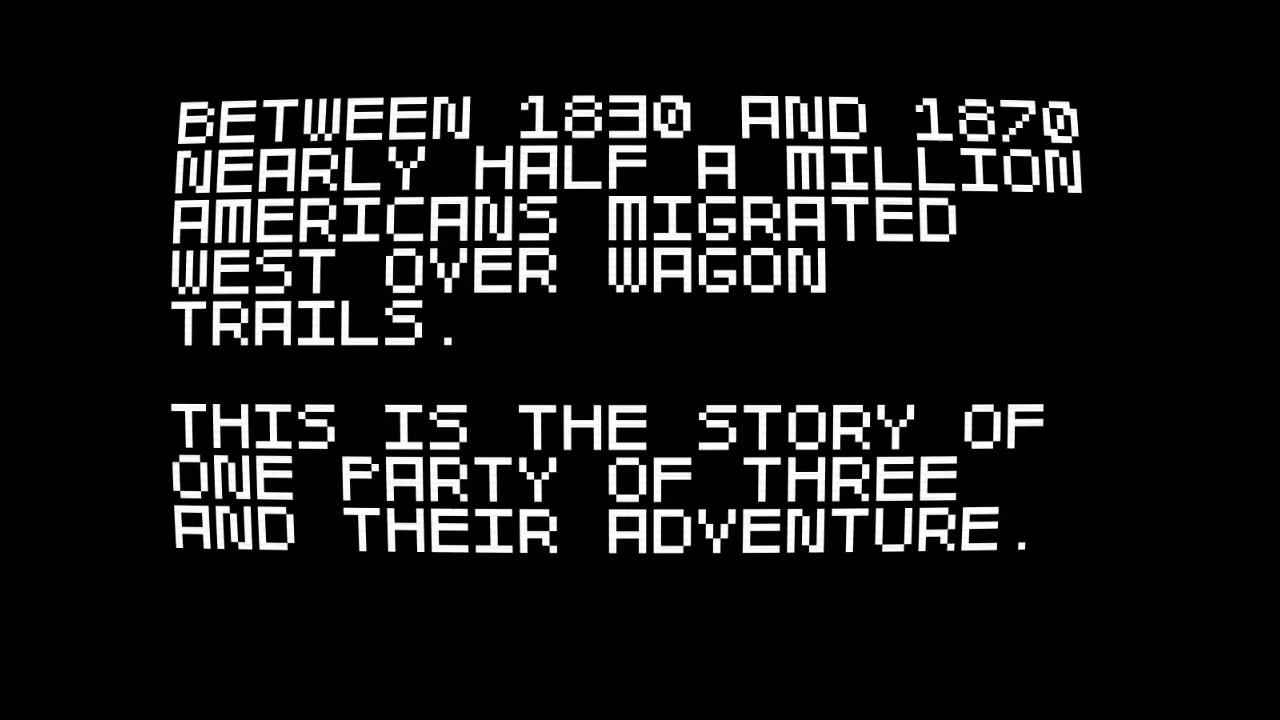 BETWEEN 1830 AND 1870
NEARLY HALF A MILLION
AMERICANS MIGRATED
WEST OVER WAGON
TRAILS.
THIS IS THE STORY OF
ONE PARTY OF THREE
AND THEIR ADVENTURE.